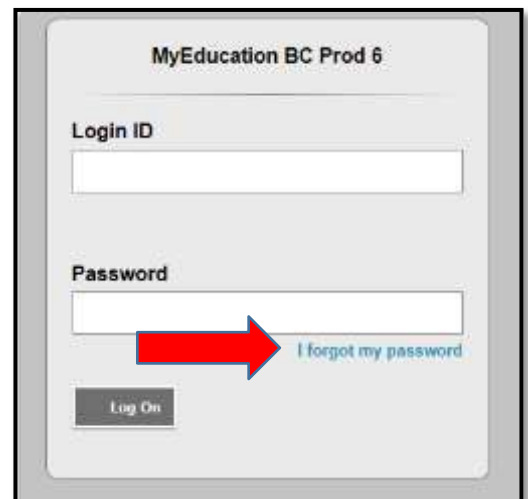 MyEducation BC Prod 6
Login ID
Password
I forgot my password
Log On